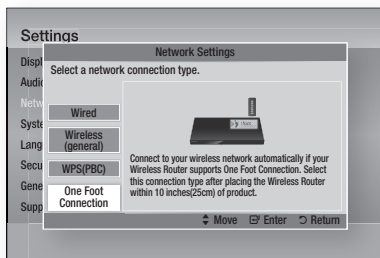 Settings
Network Settings
Displ
Select a network connection type.
Audio
Netw
Wired
Syste
Wireless
(general)
Lang
Connect to your wireless network automatically if your
Secu
WPS(PBC)
Wireless Router supports One Foot Connection. Select
this connection type after placing the Wireless Router
Gene
One Foot
within 10 inches(25cm) of product.
Supp
Connection
Move Enter Return